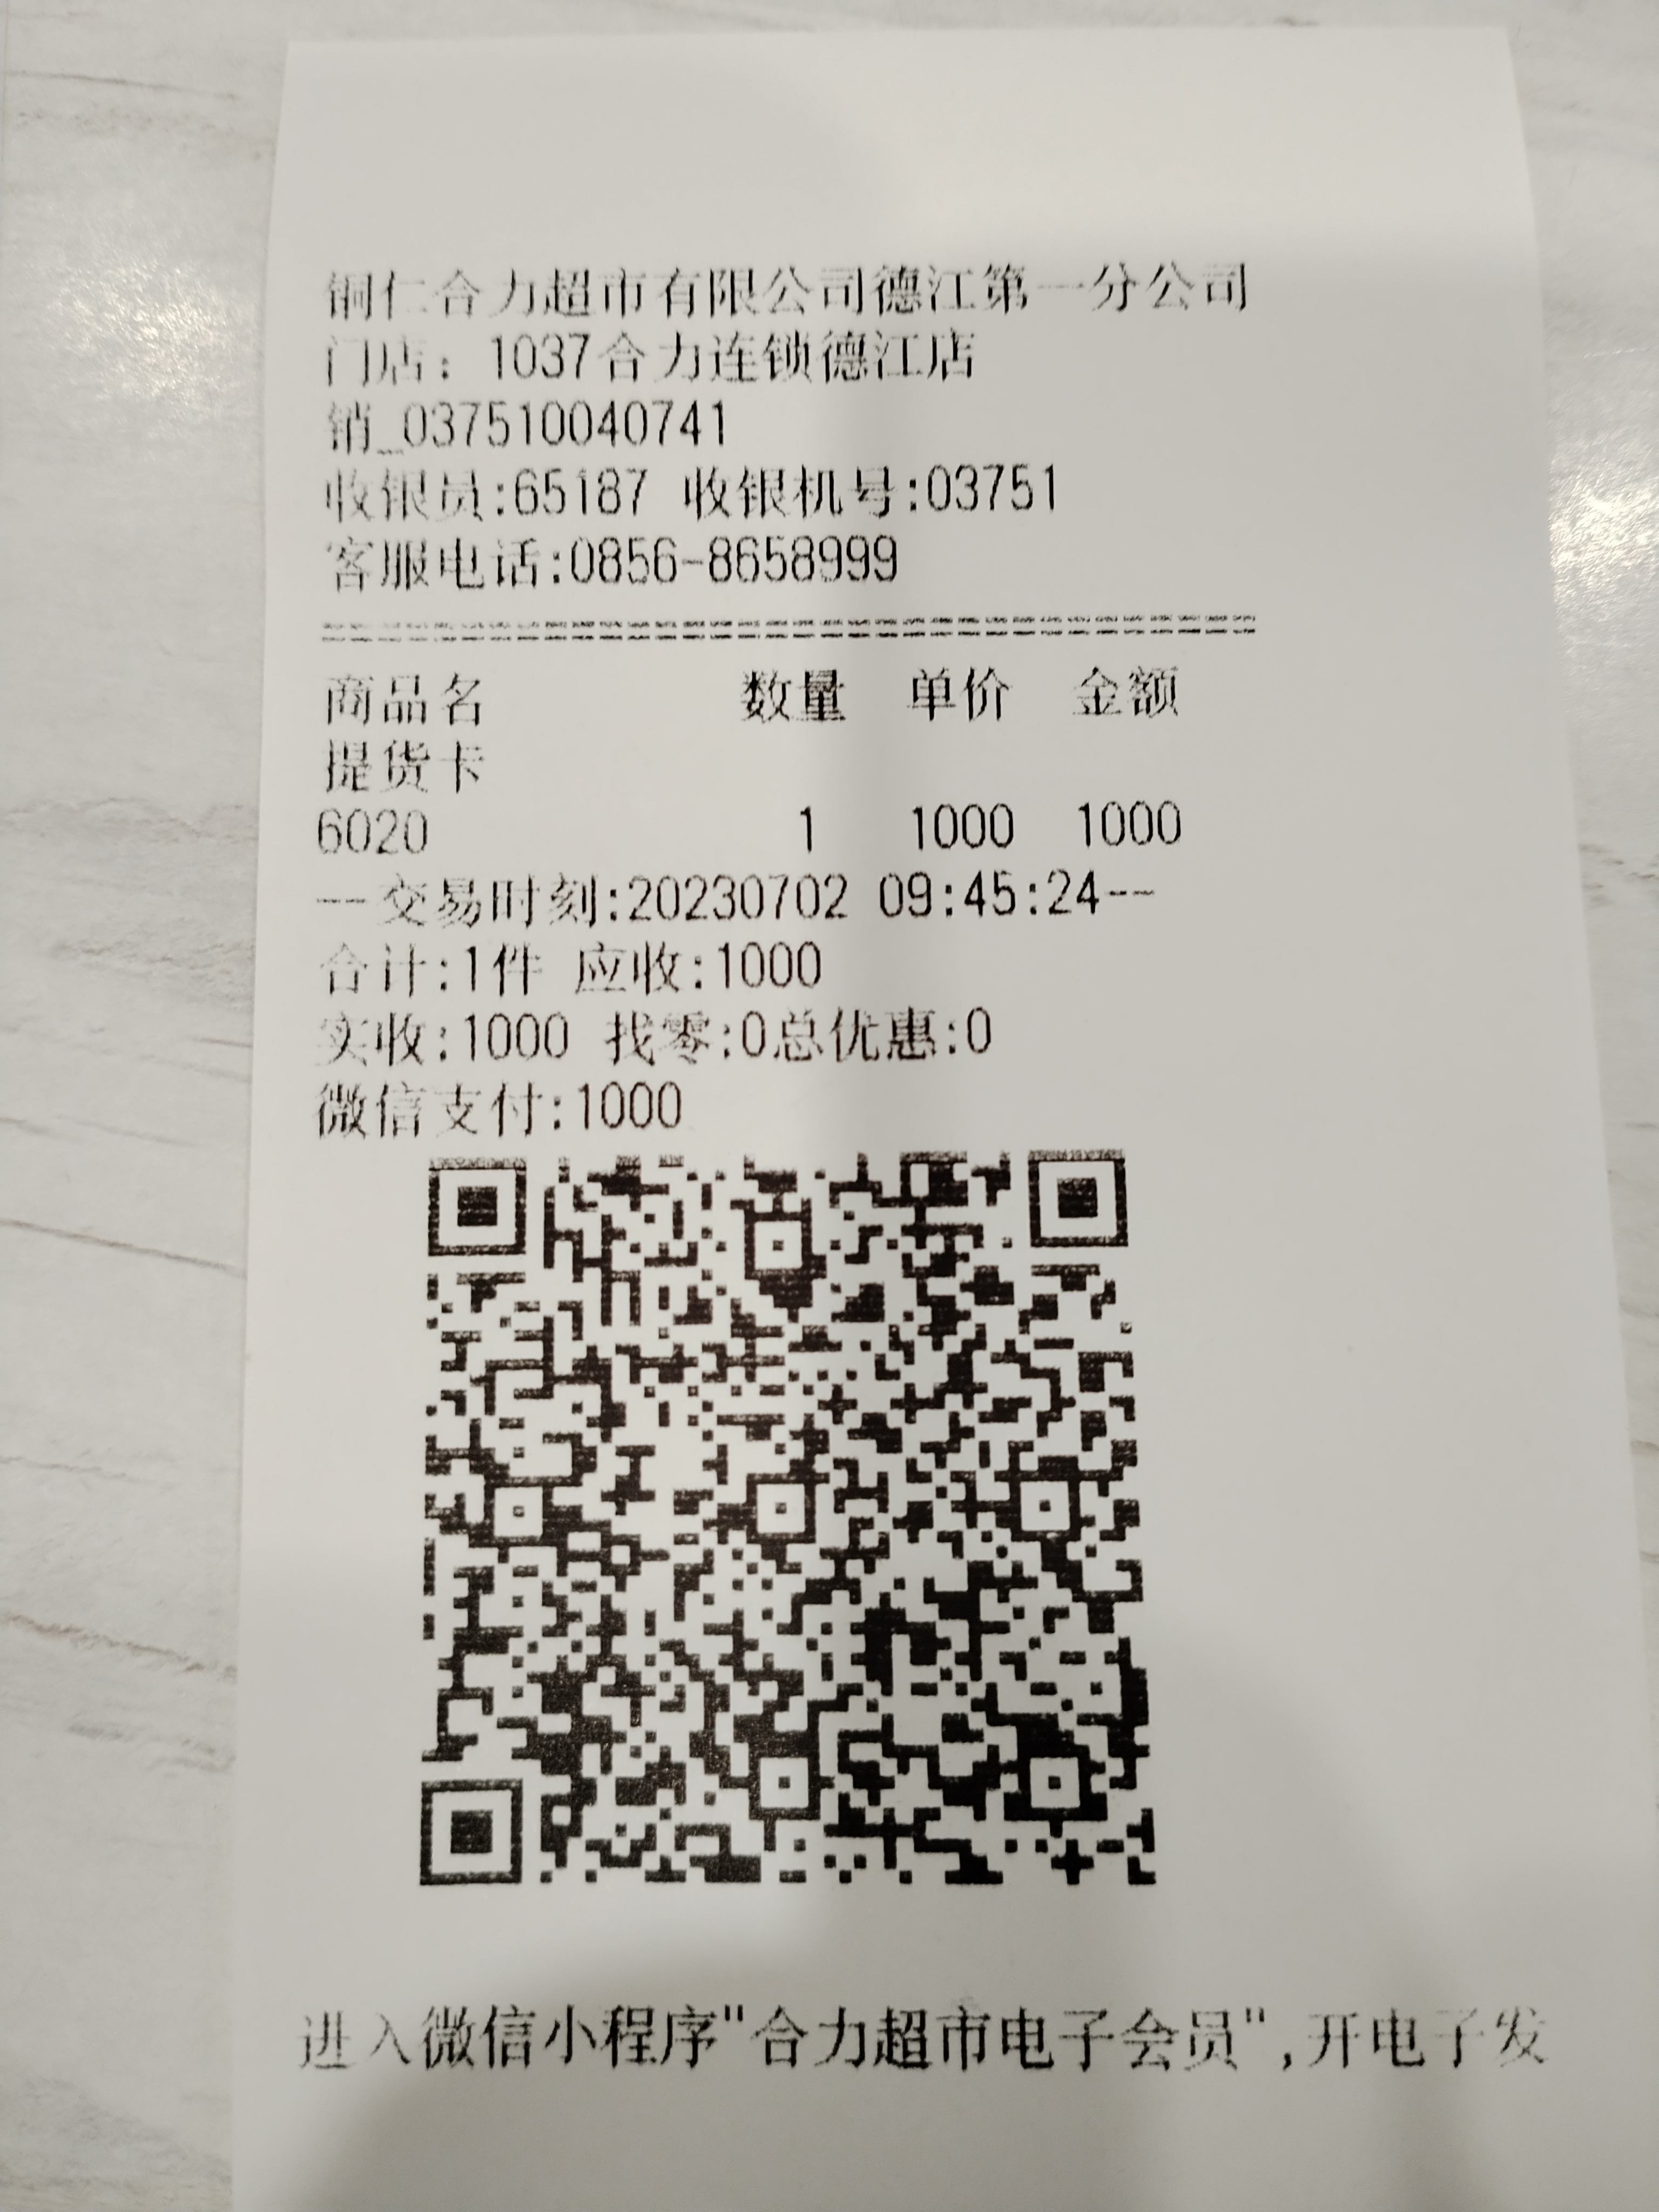 铜仁合力超市有限公司德江第一分公司
门店：1037合力连锁德江店
销_037510040741
收银员:65187 收银机号:03751
客服电话:0856-8658999
商品名 数量 单价 金额
提货卡
6020 1 1000 1000
--交易时刻:20230702 09:45:24--
合计:1件 应收:1000
实收:1000 找零:0总优惠:0
微信支付:1000
进入微信小程序"合力超市电子会员",开电子发